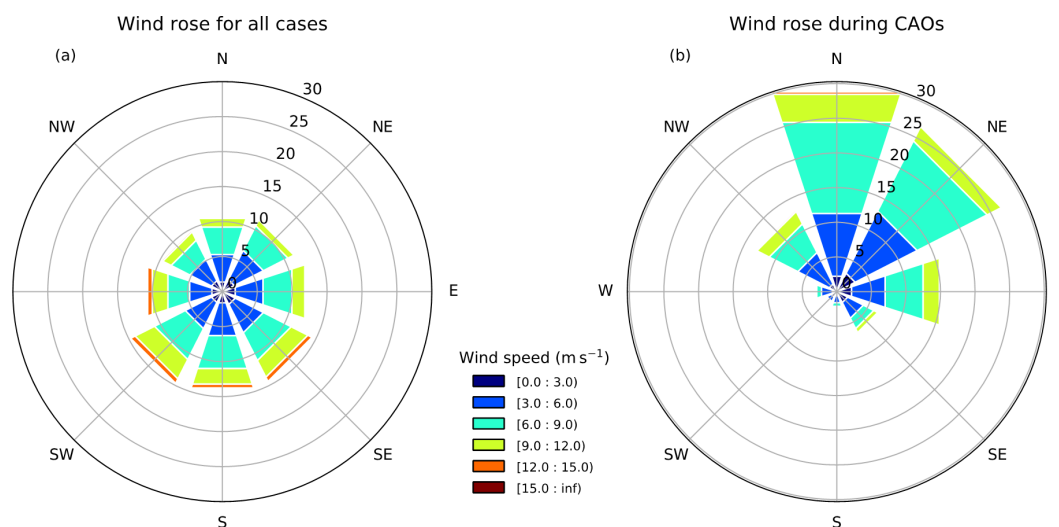 Wind rose for all cases
(a)
N
NW
NE
E
SE
S
SW
0
5
10
15
20
25
30
Wind speed (m s⁻¹)
[0.0 : 3.0)
[3.0 : 6.0)
[6.0 : 9.0)
[9.0 : 12.0)
[12.0 : 15.0)
[15.0 : inf)
Wind rose during CAOs
(b)
N
NW
NE
W
SE
S
SW
0
5
10
15
20
25
30